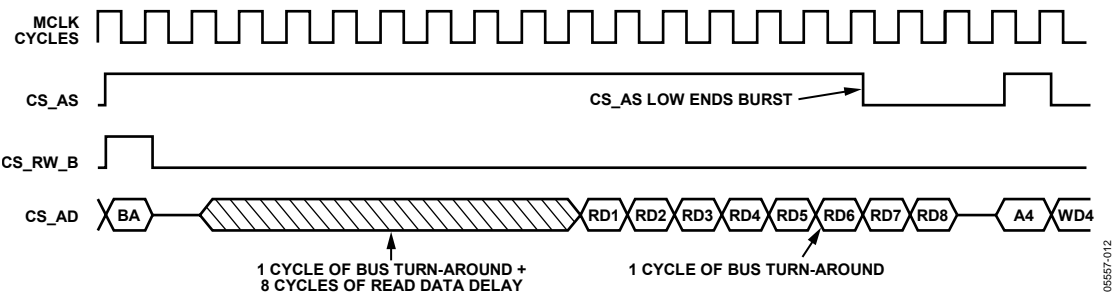 MCLK
CYCLES
CS_AS
CS_AS LOW ENDS BURST
CS_RW_B
CS_AD
BA
RD1 RD2 RD3 RD4 RD5 RD6 RD7 RD8
A4
WD4
1 CYCLE OF BUS TURN-AROUND +
8 CYCLES OF READ DATA DELAY
1 CYCLE OF BUS TURN-AROUND
05557-012